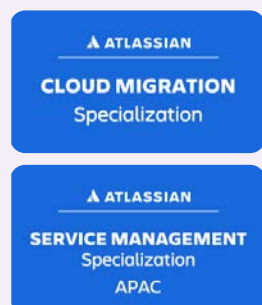 ATLASSIAN
CLOUD MIGRATION
Specialization
ATLASSIAN
SERVICE MANAGEMENT
Specialization
APAC